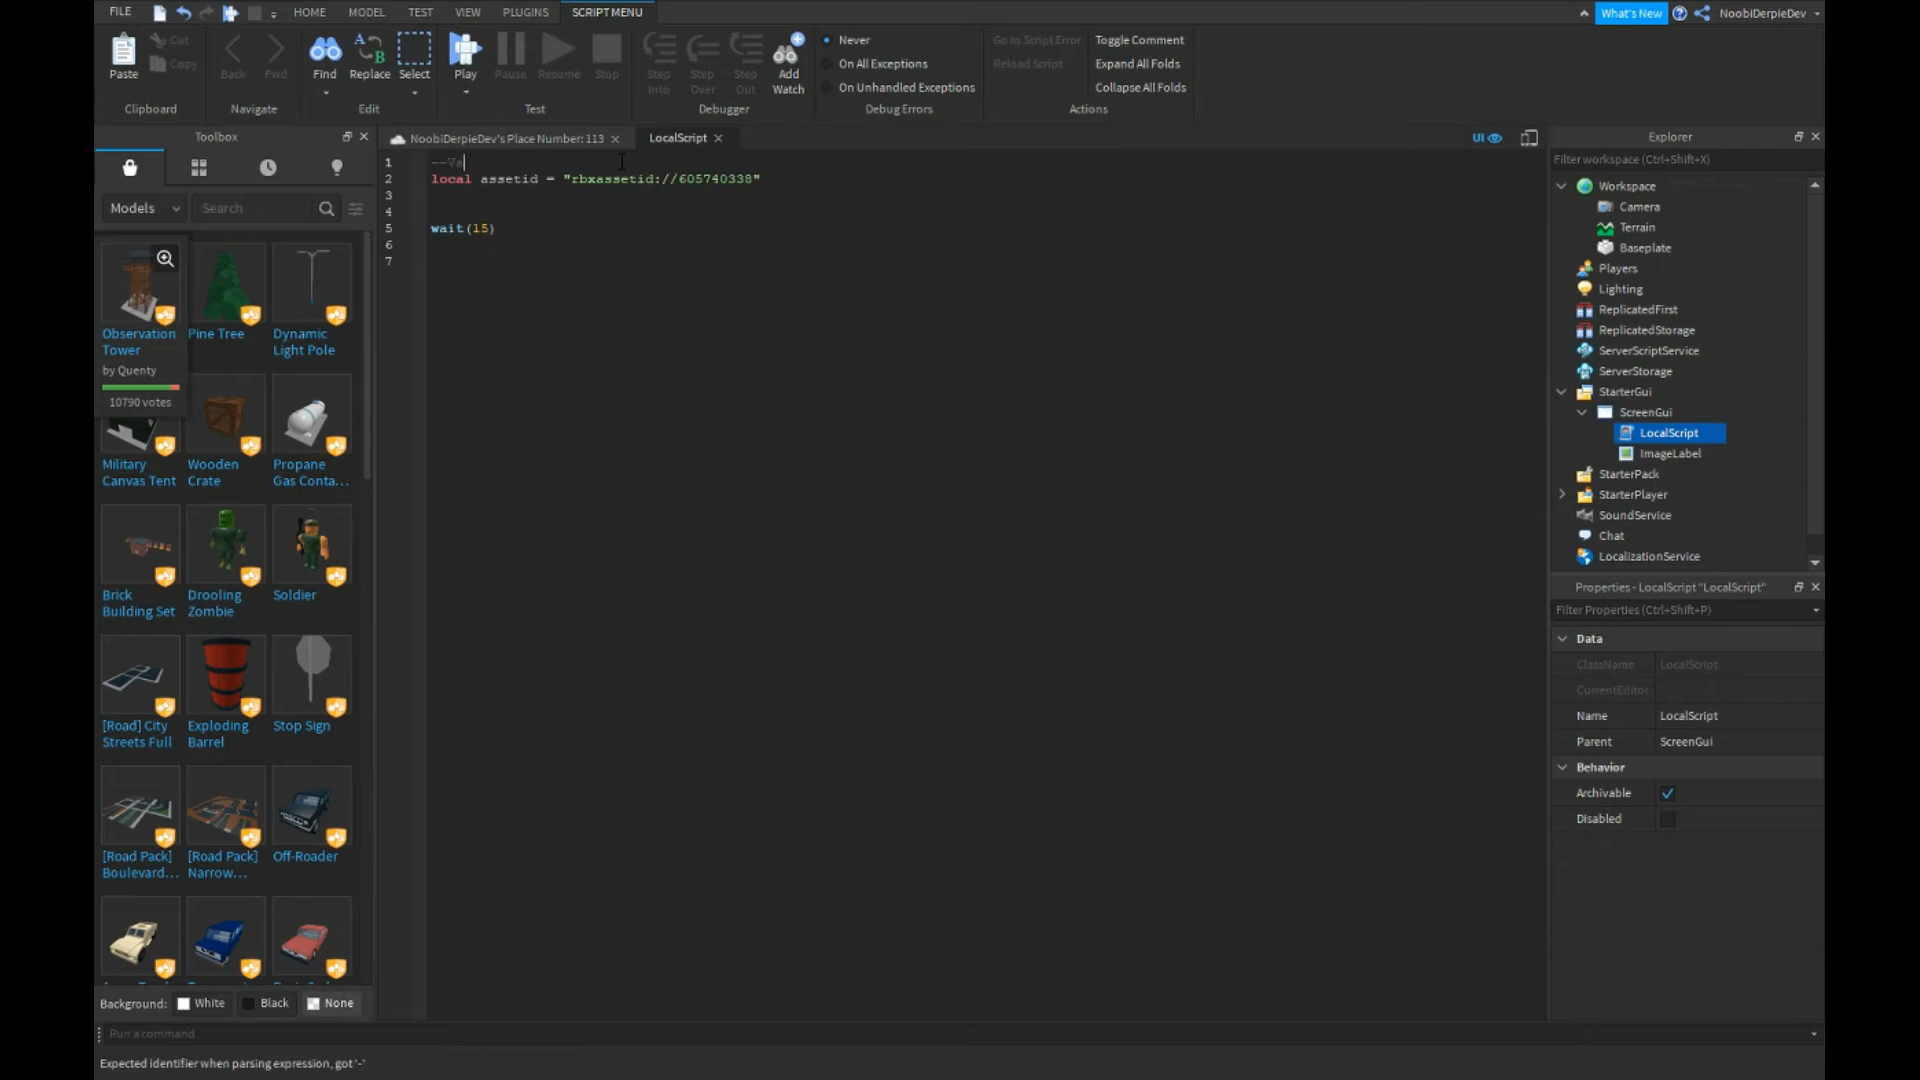 FILE HOME MODEL TEST VIEW PLUGINS SCRIPT MENU What's New NoobiDerpieDev
Paste Cut Copy
Back Fwd
Find Replace Select
Play Pause Resume Stop
Step Into Step Over Step Out Add Watch
Never
On All Exceptions
On Unhandled Exceptions
Go to Script Error
Reload Script
Toggle Comment
Expand All Folds
Collapse All Folds
Clipboard Navigate Edit Test Debugger Debug Errors Actions
Toolbox
Models Search
Observation Tower
by Quenty
10790 votes
Pine Tree
Dynamic Light Pole
Military Canvas Tent
Wooden Crate
Propane Gas Conta...
Brick Building Set
Drooling Zombie
Soldier
[Road] City Streets Full
Exploding Barrel
Stop Sign
[Road Pack] Boulevard...
[Road Pack] Narrow...
Off-Roader
Background: White Black None
NoobiDerpieDev's Place Number: 113 LocalScript UI
1 --Va
2 local assetid = "rbxassetid://605740338"
3
4
5 wait(15)
6
7
Explorer
Filter workspace (Ctrl+Shift+X)
Workspace
Camera
Terrain
Baseplate
Players
Lighting
ReplicatedFirst
ReplicatedStorage
ServerScriptService
ServerStorage
StarterGui
ScreenGui
LocalScript
ImageLabel
StarterPack
StarterPlayer
SoundService
Chat
LocalizationService
Properties - LocalScript "LocalScript"
Filter Properties (Ctrl+Shift+P)
Data
ClassName LocalScript
CurrentEditor
Name LocalScript
Parent ScreenGui
Behavior
Archivable
Disabled
Run a command
Expected identifier when parsing expression, got '-'